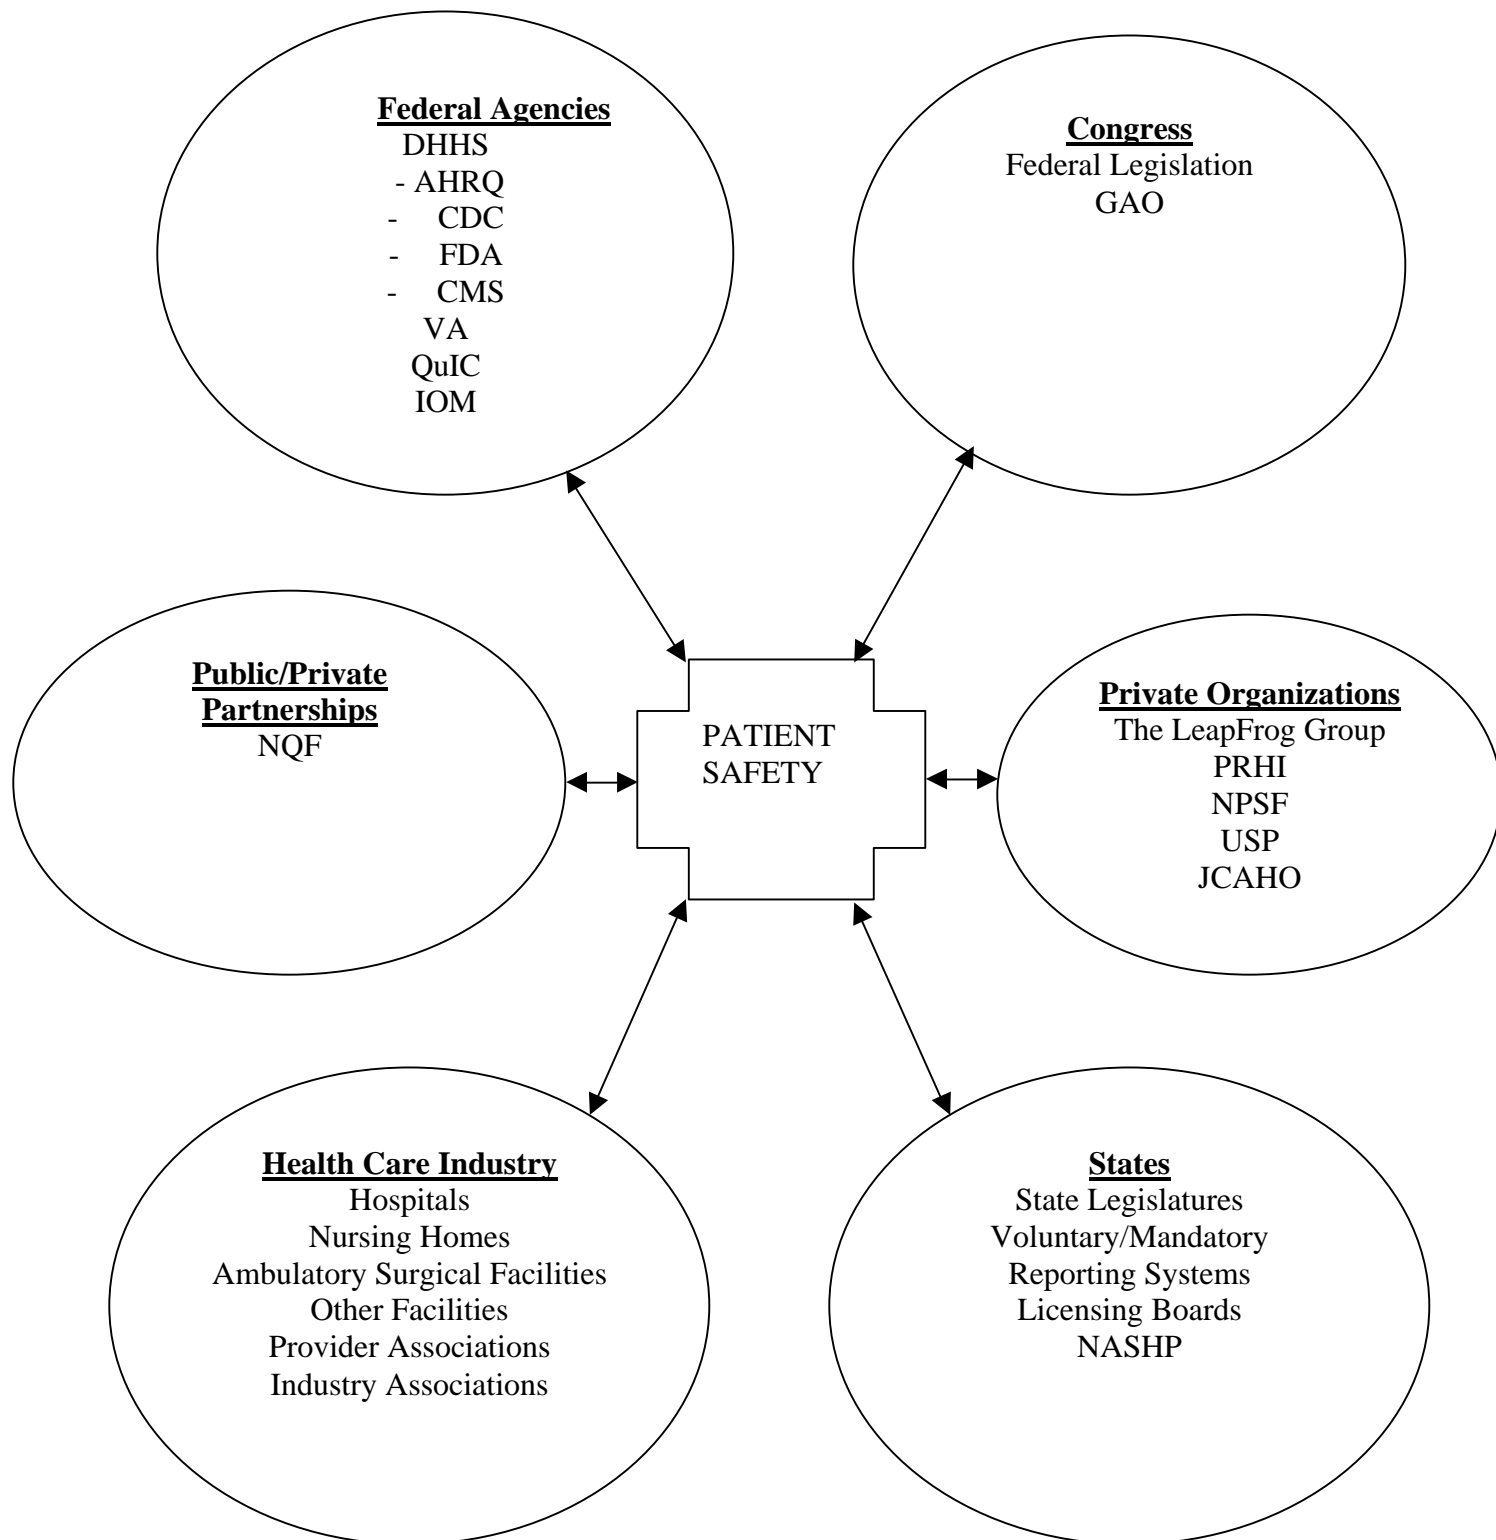 Federal Agencies
DHHS
- AHRQ
- CDC
- FDA
- CMS
VA
QuIC
IOM
Congress
Federal Legislation
GAO
Public/Private
Partnerships
NQF
PATIENT
SAFETY
Private Organizations
The LeapFrog Group
PRHI
NPSF
USP
JCAHO
Health Care Industry
Hospitals
Nursing Homes
Ambulatory Surgical Facilities
Other Facilities
Provider Associations
Industry Associations
States
State Legislatures
Voluntary/Mandatory
Reporting Systems
Licensing Boards
NASHP